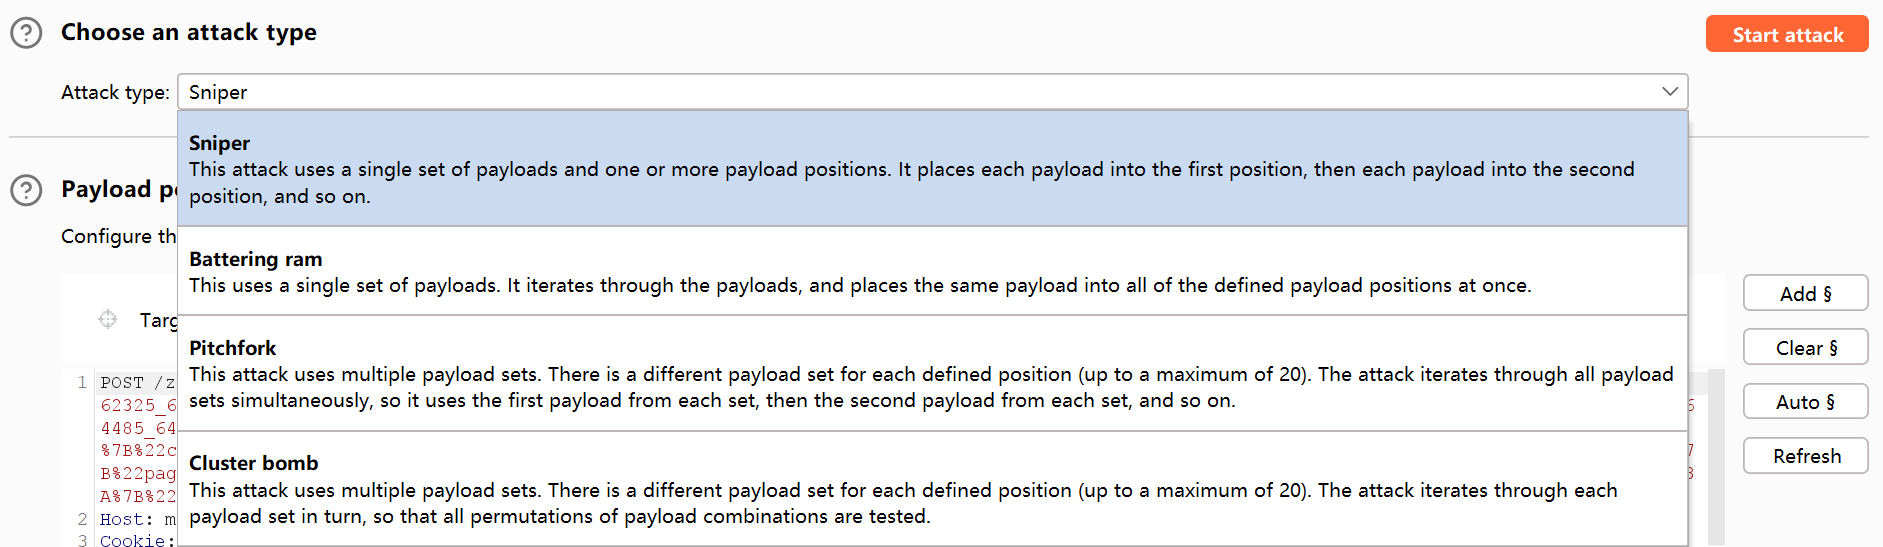 Choose an attack type
Start attack
Attack type: Sniper
Sniper
This attack uses a single set of payloads and one or more payload positions. It places each payload into the first position, then each payload into the second
position, and so on.
Payload
Configure
Battering ram
This uses a single set of payloads. It iterates through the payloads, and places the same payload into all of the defined payload positions at once.
Add §
Pitchfork
This attack uses multiple payload sets. There is a different payload set for each defined position (up to a maximum of 20). The attack iterates through all payload
sets simultaneously, so it uses the first payload from each set, then the second payload from each set, and so on.
Clear §
Auto §
Refresh
Cluster bomb
This attack uses multiple payload sets. There is a different payload set for each defined position (up to a maximum of 20). The attack iterates through each
payload set in turn, so that all permutations of payload combinations are tested.
1 POST /z
62325_6
4485_64
%7B%22c
B%22pag
A%7B%22
2 Host: m
3 Cookie: